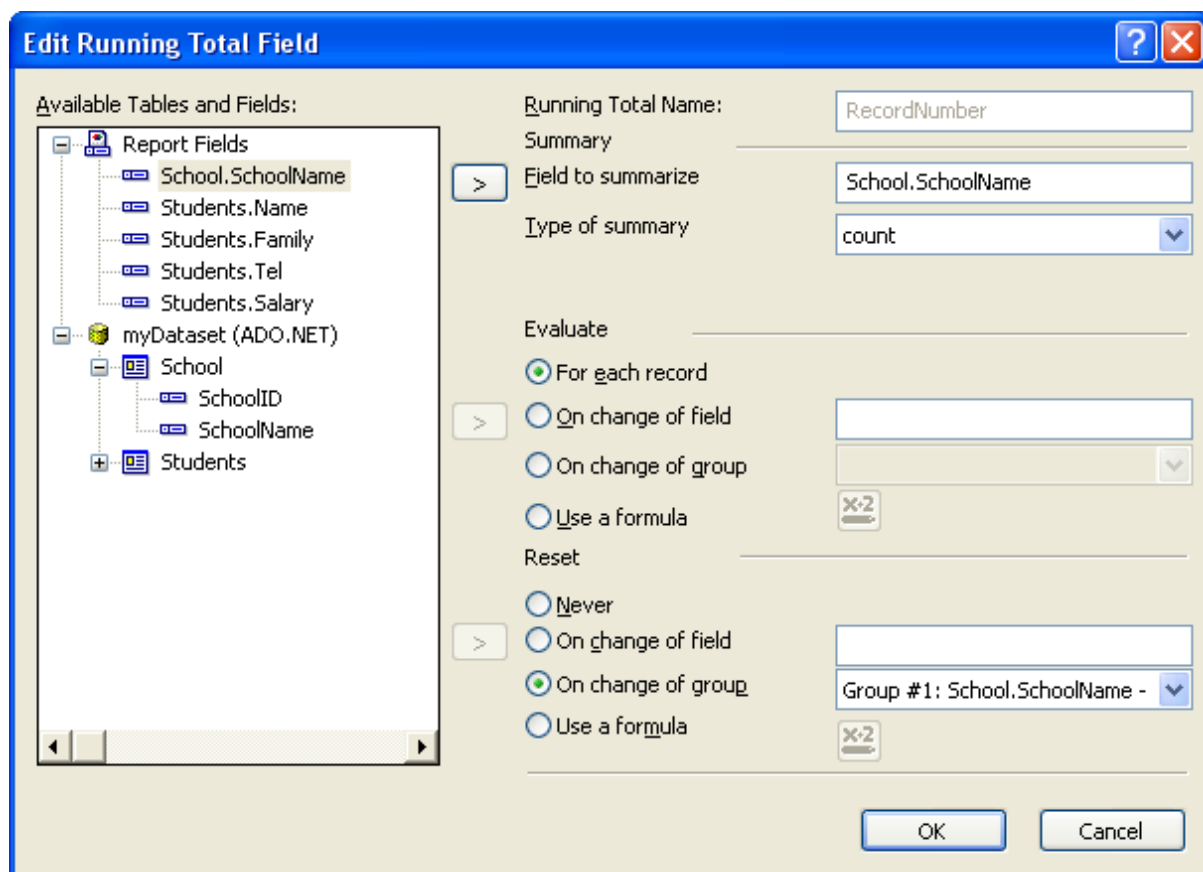 Edit Running Total Field
Available Tables and Fields:
Report Fields
School.SchoolName
Students.Name
Students.Family
Students.Tel
Students.Salary
myDataset (ADO.NET)
School
SchoolID
SchoolName
Students
Running Total Name: RecordNumber
Summary
>
Field to summarize School.SchoolName
Type of summary count
Evaluate
For each record
>
On change of field
On change of group
Use a formula
x+2
Reset
Never
>
On change of field
On change of group Group #1: School.SchoolName -
Use a formula
x+2
OK Cancel